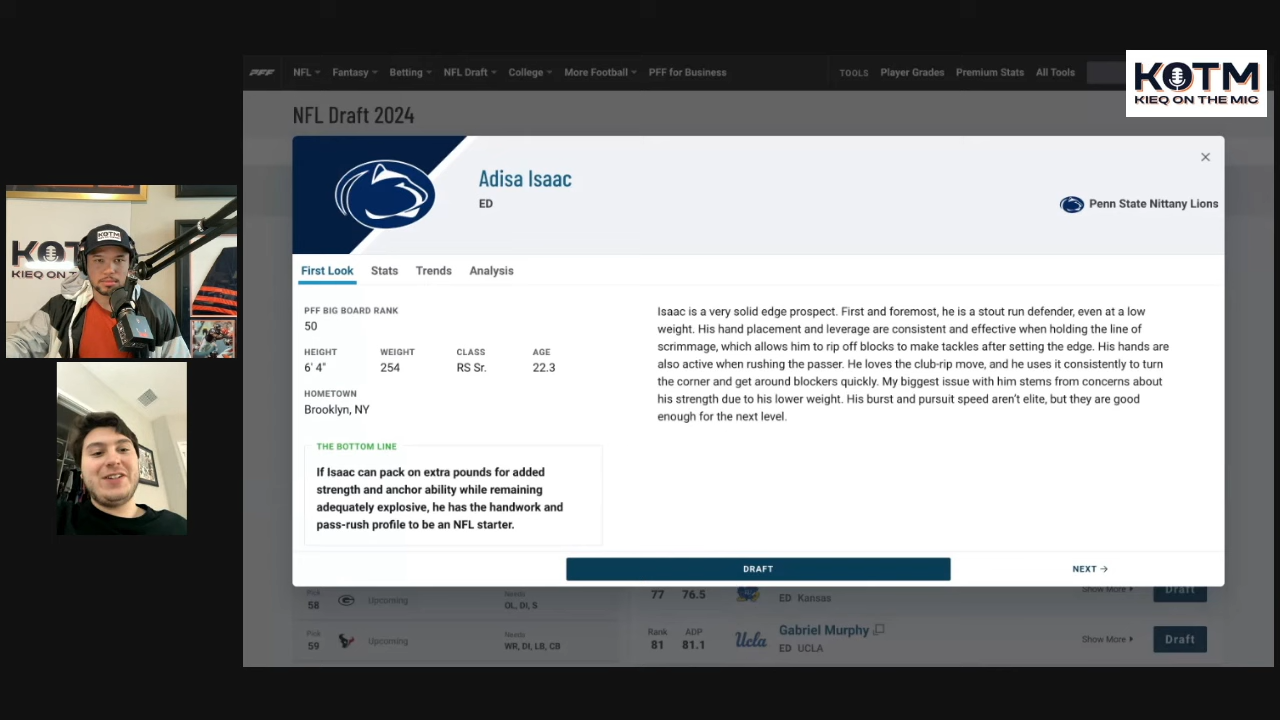 PFF
NFL
Fantasy
Betting
NFL Draft
College
More Football
PFF for Business
TOOLS
Player Grades
Premium Stats
All Tools
KOTM
KIEQ ON THE MIC
NFL Draft 2024
Adisa Isaac
ED
Penn State Nittany Lions
First Look
Stats
Trends
Analysis
PFF BIG BOARD RANK
50
HEIGHT
WEIGHT
CLASS
AGE
6' 4"
254
RS Sr.
22.3
HOMETOWN
Brooklyn, NY
THE BOTTOM LINE
If Isaac can pack on extra pounds for added
strength and anchor ability while remaining
adequately explosive, he has the handwork and
pass-rush profile to be an NFL starter.
Isaac is a very solid edge prospect. First and foremost, he is a stout run defender, even at a low
weight. His hand placement and leverage are consistent and effective when holding the line of
scrimmage, which allows him to rip off blocks to make tackles after setting the edge. His hands are
also active when rushing the passer. He loves the club-rip move, and he uses it consistently to turn
the corner and get around blockers quickly. My biggest issue with him stems from concerns about
his strength due to his lower weight. His burst and pursuit speed aren't elite, but they are good
enough for the next level.
DRAFT
NEXT →
Pick
58
Upcoming
Needs
OL, DI, S
77
76.5
ED Kansas
Show More
Draft
Pick
59
Upcoming
Needs
WR, DI, LB, CB
Rank
81
ADP
81.1
Ucla
Gabriel Murphy
ED UCLA
Show More
Draft
KOTM
KIEQ ON T
KOTM